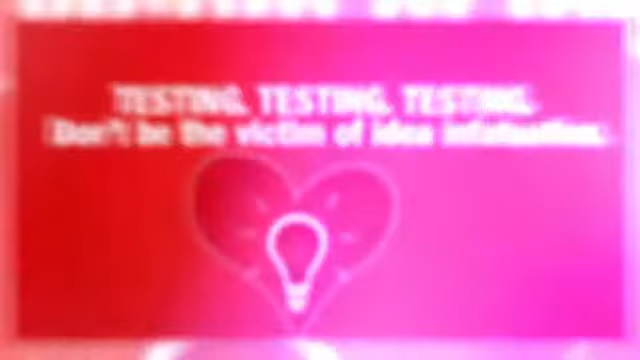 TESTING. TESTING. TESTING.
Don't be the victim of idea infatuation.